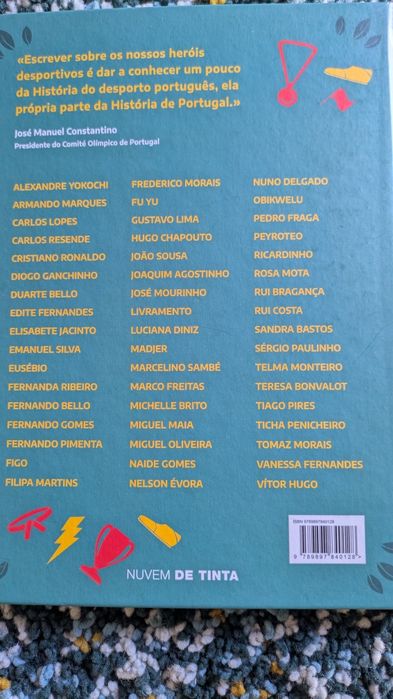 «Escrever sobre os nossos heróis
desportivos é dar a conhecer um pouco
da História do desporto português, ela
própria parte da História de Portugal.»
José Manuel Constantino
Presidente do Comité Olímpico de Portugal
ALEXANDRE YOKOCHI
ARMANDO MARQUES
CARLOS LOPES
CARLOS RESENDE
CRISTIANO RONALDO
DIOGO GANCHINHO
DUARTE BELLO
EDITE FERNANDES
ELISABETE JACINTO
EMANUEL SILVA
EUSÉBIO
FERNANDA RIBEIRO
FERNANDO BELLO
FERNANDO GOMES
FERNANDO PIMENTA
FIGO
FILIPA MARTINS
FREDERICO MORAIS
FU YU
GUSTAVO LIMA
HUGO CHAPOUTO
JOÃO SOUSA
JOAQUIM AGOSTINHO
JOSÉ MOURINHO
LIVRAMENTO
LUCIANA DINIZ
MADJER
MARCELINO SAMBÉ
MARCO FREITAS
MICHELLE BRITO
MIGUEL MAIA
MIGUEL OLIVEIRA
NAIDE GOMES
NELSON ÉVORA
NUNO DELGADO
OBIKWELU
PEDRO FRAGA
PEYROTEO
RICARDINHO
ROSA MOTA
RUI BRAGANÇA
RUI COSTA
SANDRA BASTOS
SÉRGIO PAULINHO
TELMA MONTEIRO
TERESA BONVALOT
TIAGO PIRES
TICHA PENICHEIRO
TOMAZ MORAIS
VANESSA FERNANDES
VÍTOR HUGO
ISBN 9789897840128
9 789897 840128 >
NUVEM DE TINTA